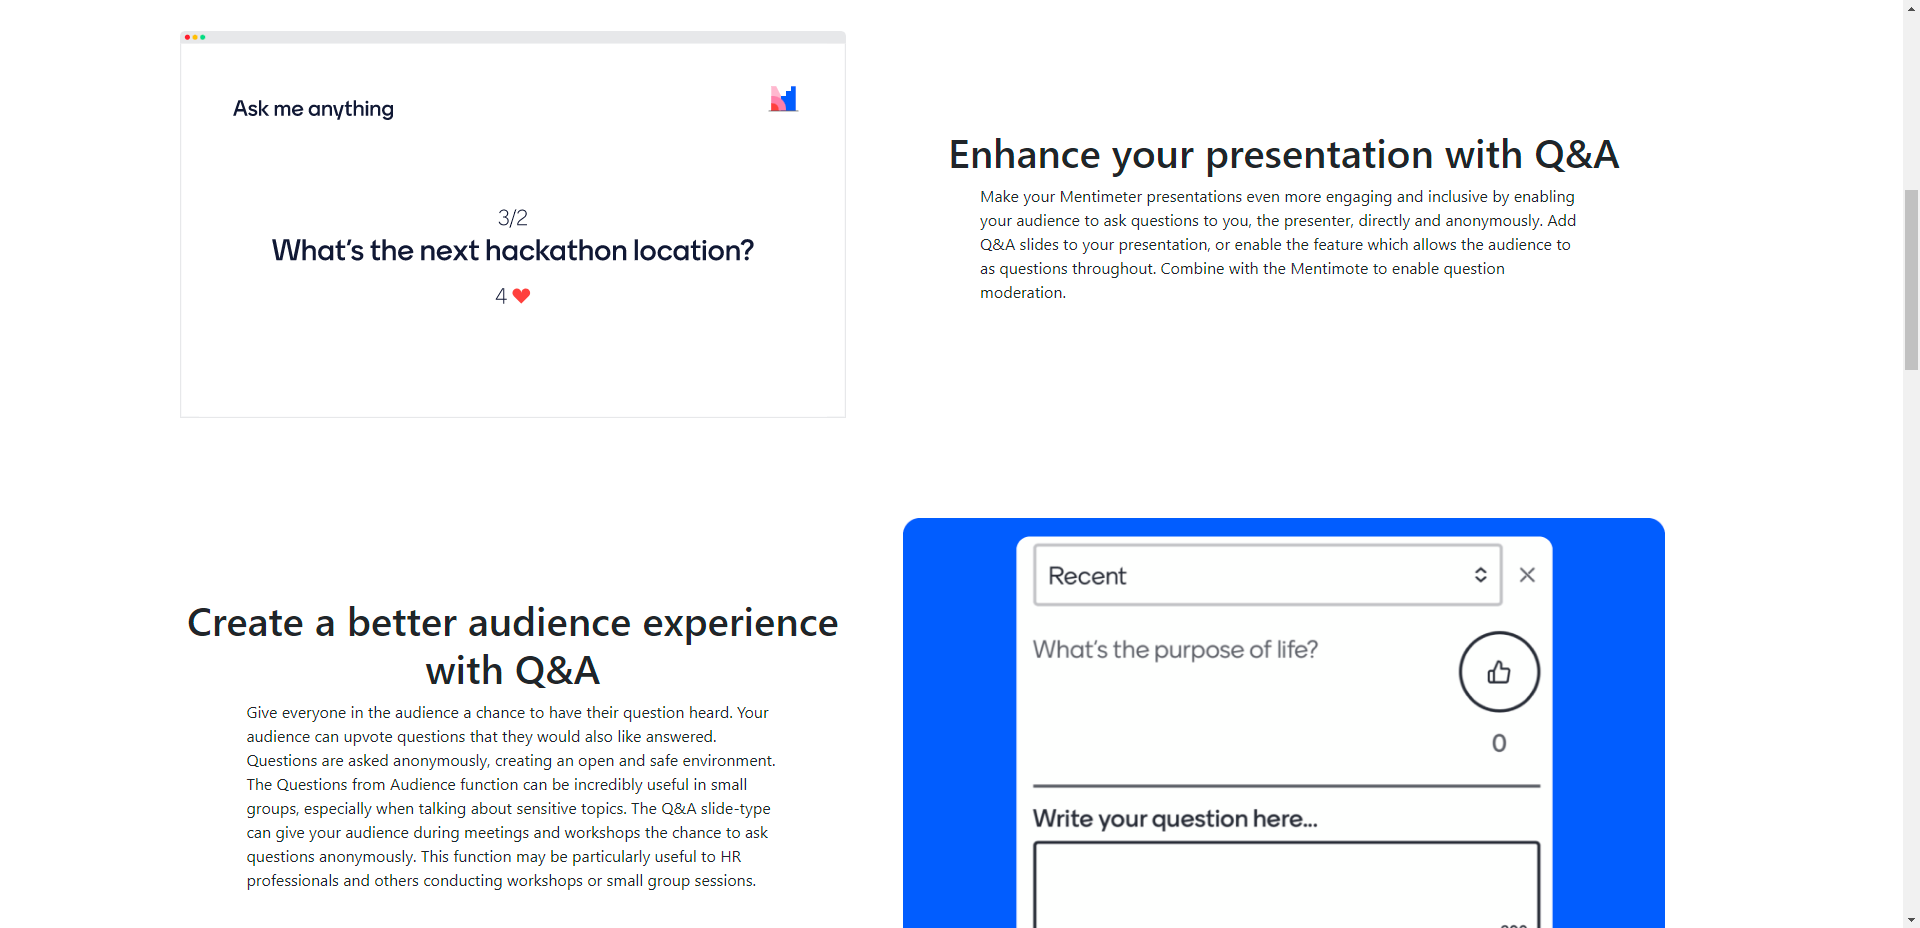 Ask me anything
3/2
What's the next hackathon location?
4
Enhance your presentation with Q&A
Make your Mentimeter presentations even more engaging and inclusive by enabling
your audience to ask questions to you, the presenter, directly and anonymously. Add
Q&A slides to your presentation, or enable the feature which allows the audience to
as questions throughout. Combine with the Mentimote to enable question
moderation.
Create a better audience experience
with Q&A
Give everyone in the audience a chance to have their question heard. Your
audience can upvote questions that they would also like answered.
Questions are asked anonymously, creating an open and safe environment.
The Questions from Audience function can be incredibly useful in small
groups, especially when talking about sensitive topics. The Q&A slide-type
can give your audience during meetings and workshops the chance to ask
questions anonymously. This function may be particularly useful to HR
professionals and others conducting workshops or small group sessions.
Recent
What's the purpose of life?
0
Write your question here...